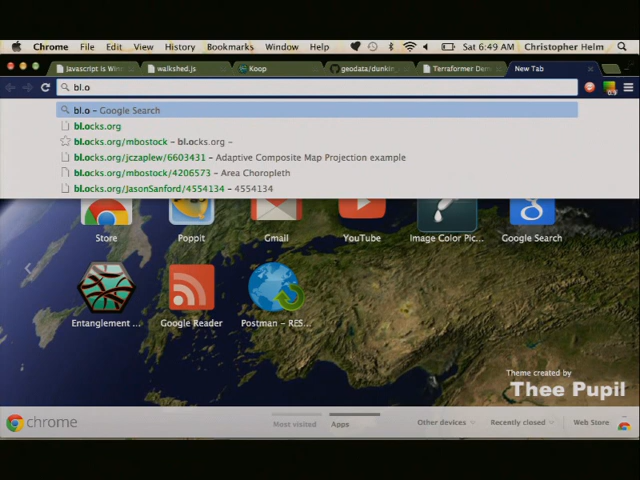 Chrome File Edit View History Bookmarks Window Help Sat 6:49 AM Christopher Helm
Javascript is Wins walkshed.js Koop geodata/dunkin_ Terraformer Dem New Tab
bl.o
bl.o – Google Search
bl.ocks.org
bl.ocks.org/mbostock – bl.ocks.org –
bl.ocks.org/jczaplew/6603431 – Adaptive Composite Map Projection example
bl.ocks.org/mbostock/4206573 – Area Choropleth
bl.ocks.org/JasonSanford/4554134 – 4554134
Store Poppit Gmail YouTube Image Color Pic... Google Search
Entanglement ... Google Reader Postman – RES...
Theme created by
Thee Pupil
chrome Most visited Apps Other devices Recently closed Web Store